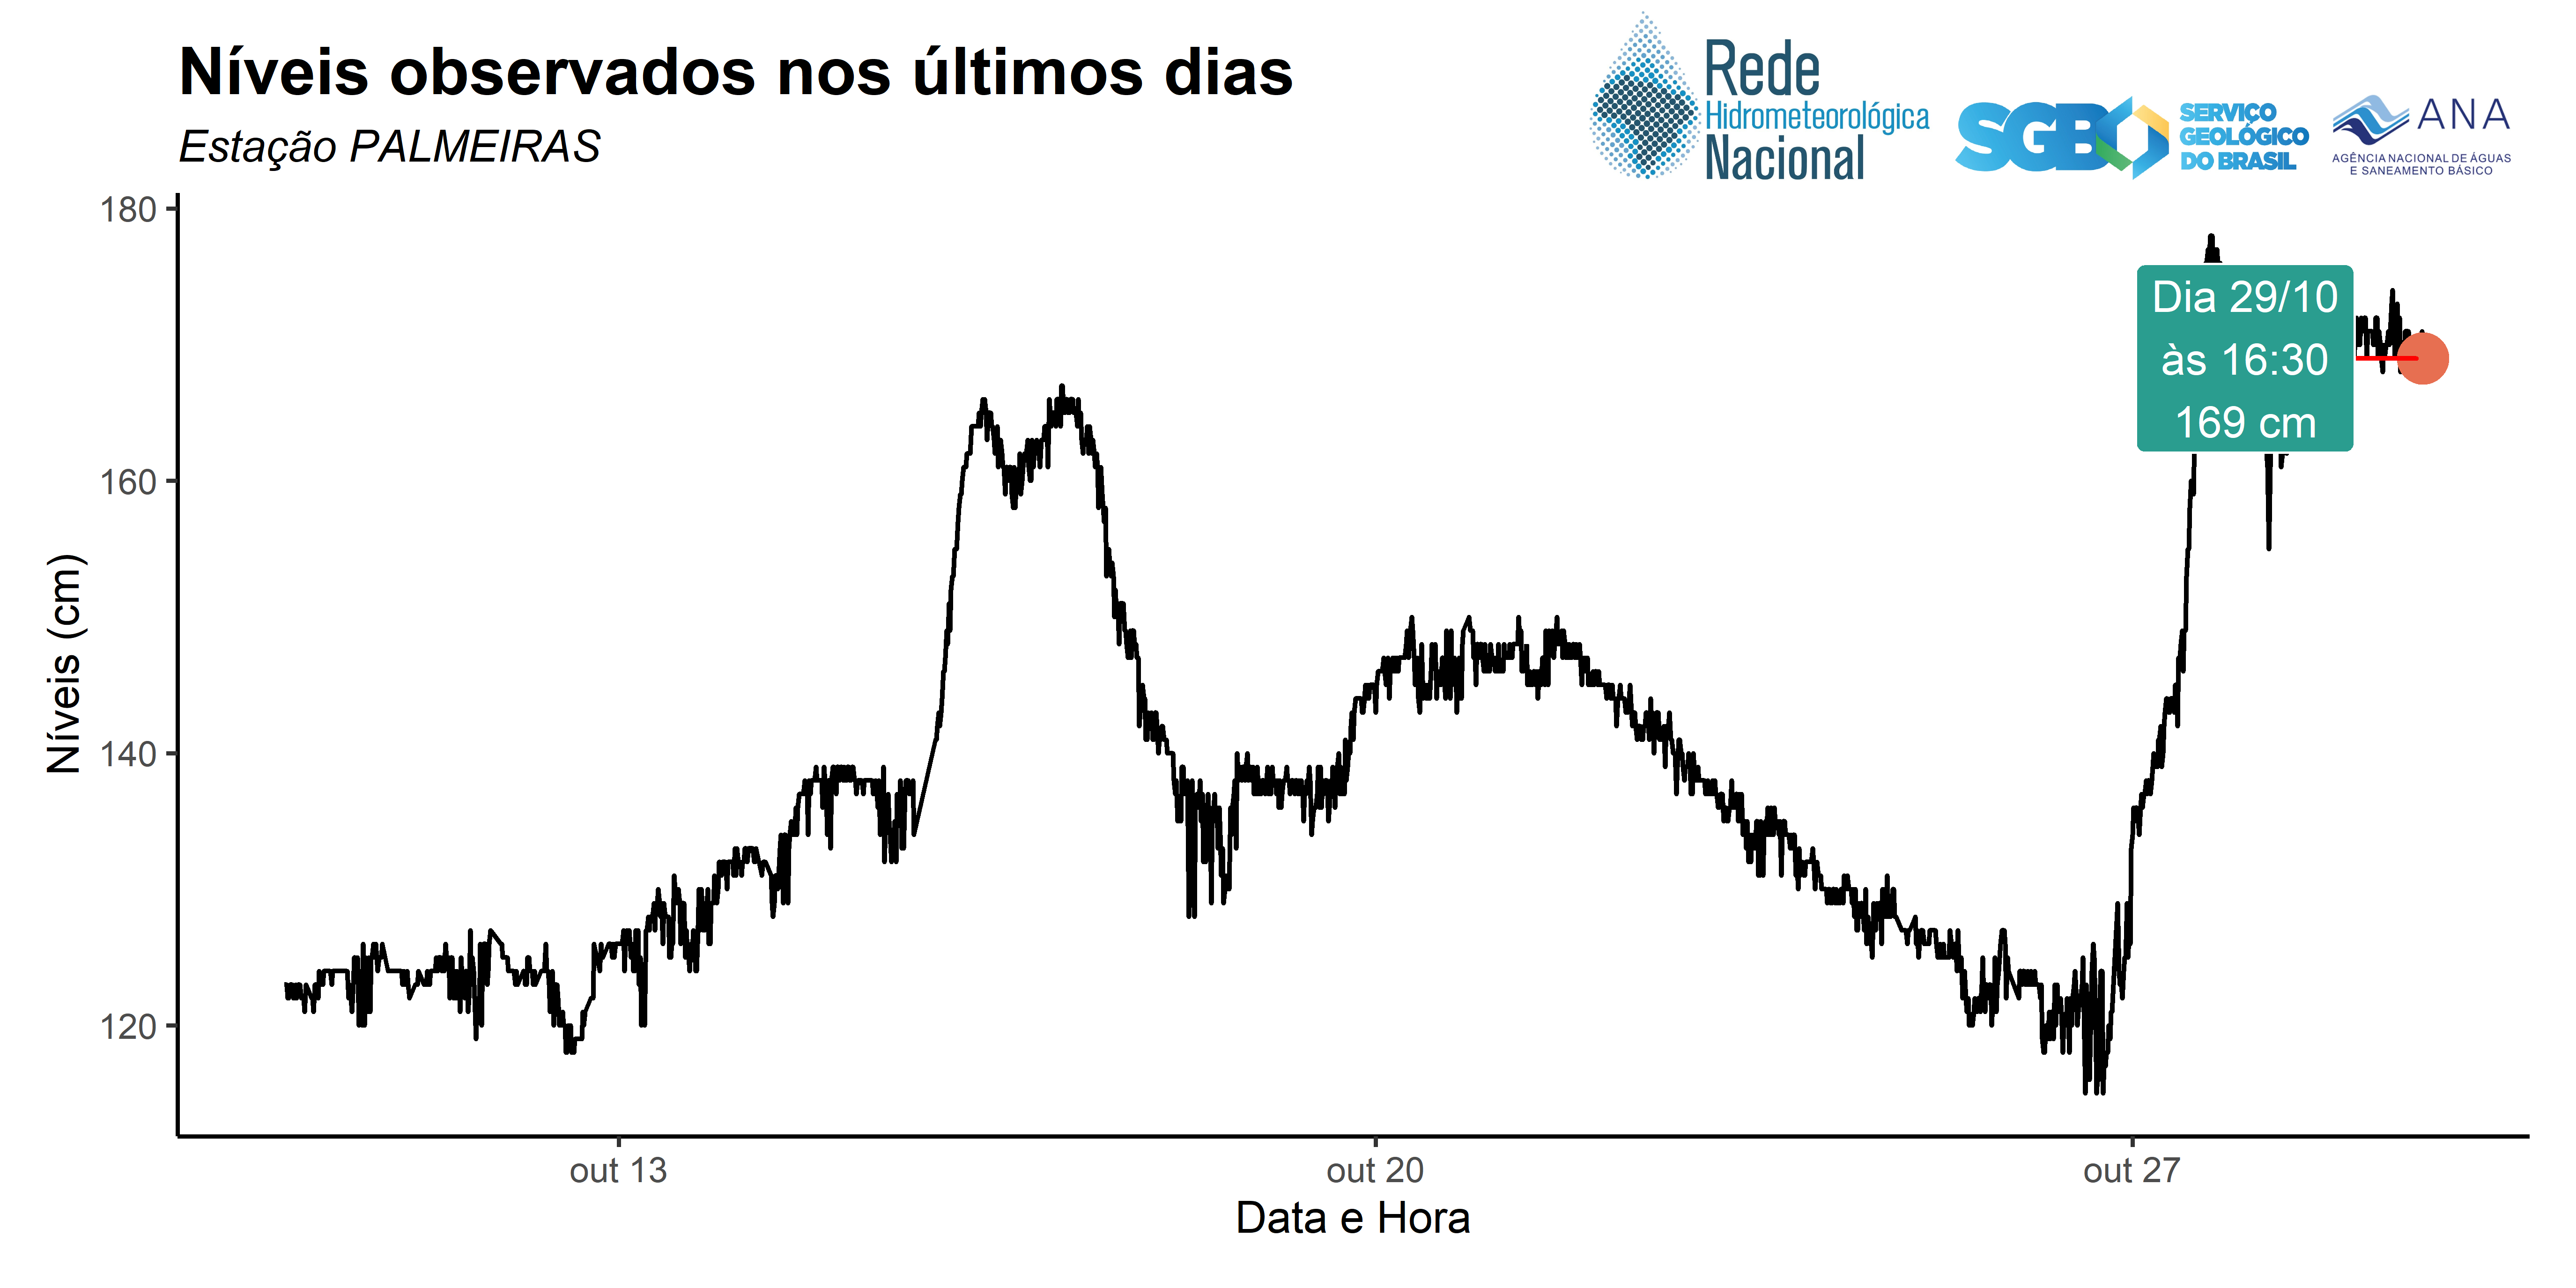 Níveis observados nos últimos dias
Estação PALMEIRAS
Rede
Hidrometeorológica
Nacional
SGB
SERVIÇO
GEOLÓGICO
DO BRASIL
ANA
AGÊNCIA NACIONAL DE ÁGUAS
E SANEAMENTO BÁSICO
180
160
140
120
Níveis (cm)
Dia 29/10
às 16:30
169 cm
out 13
out 20
out 27
Data e Hora